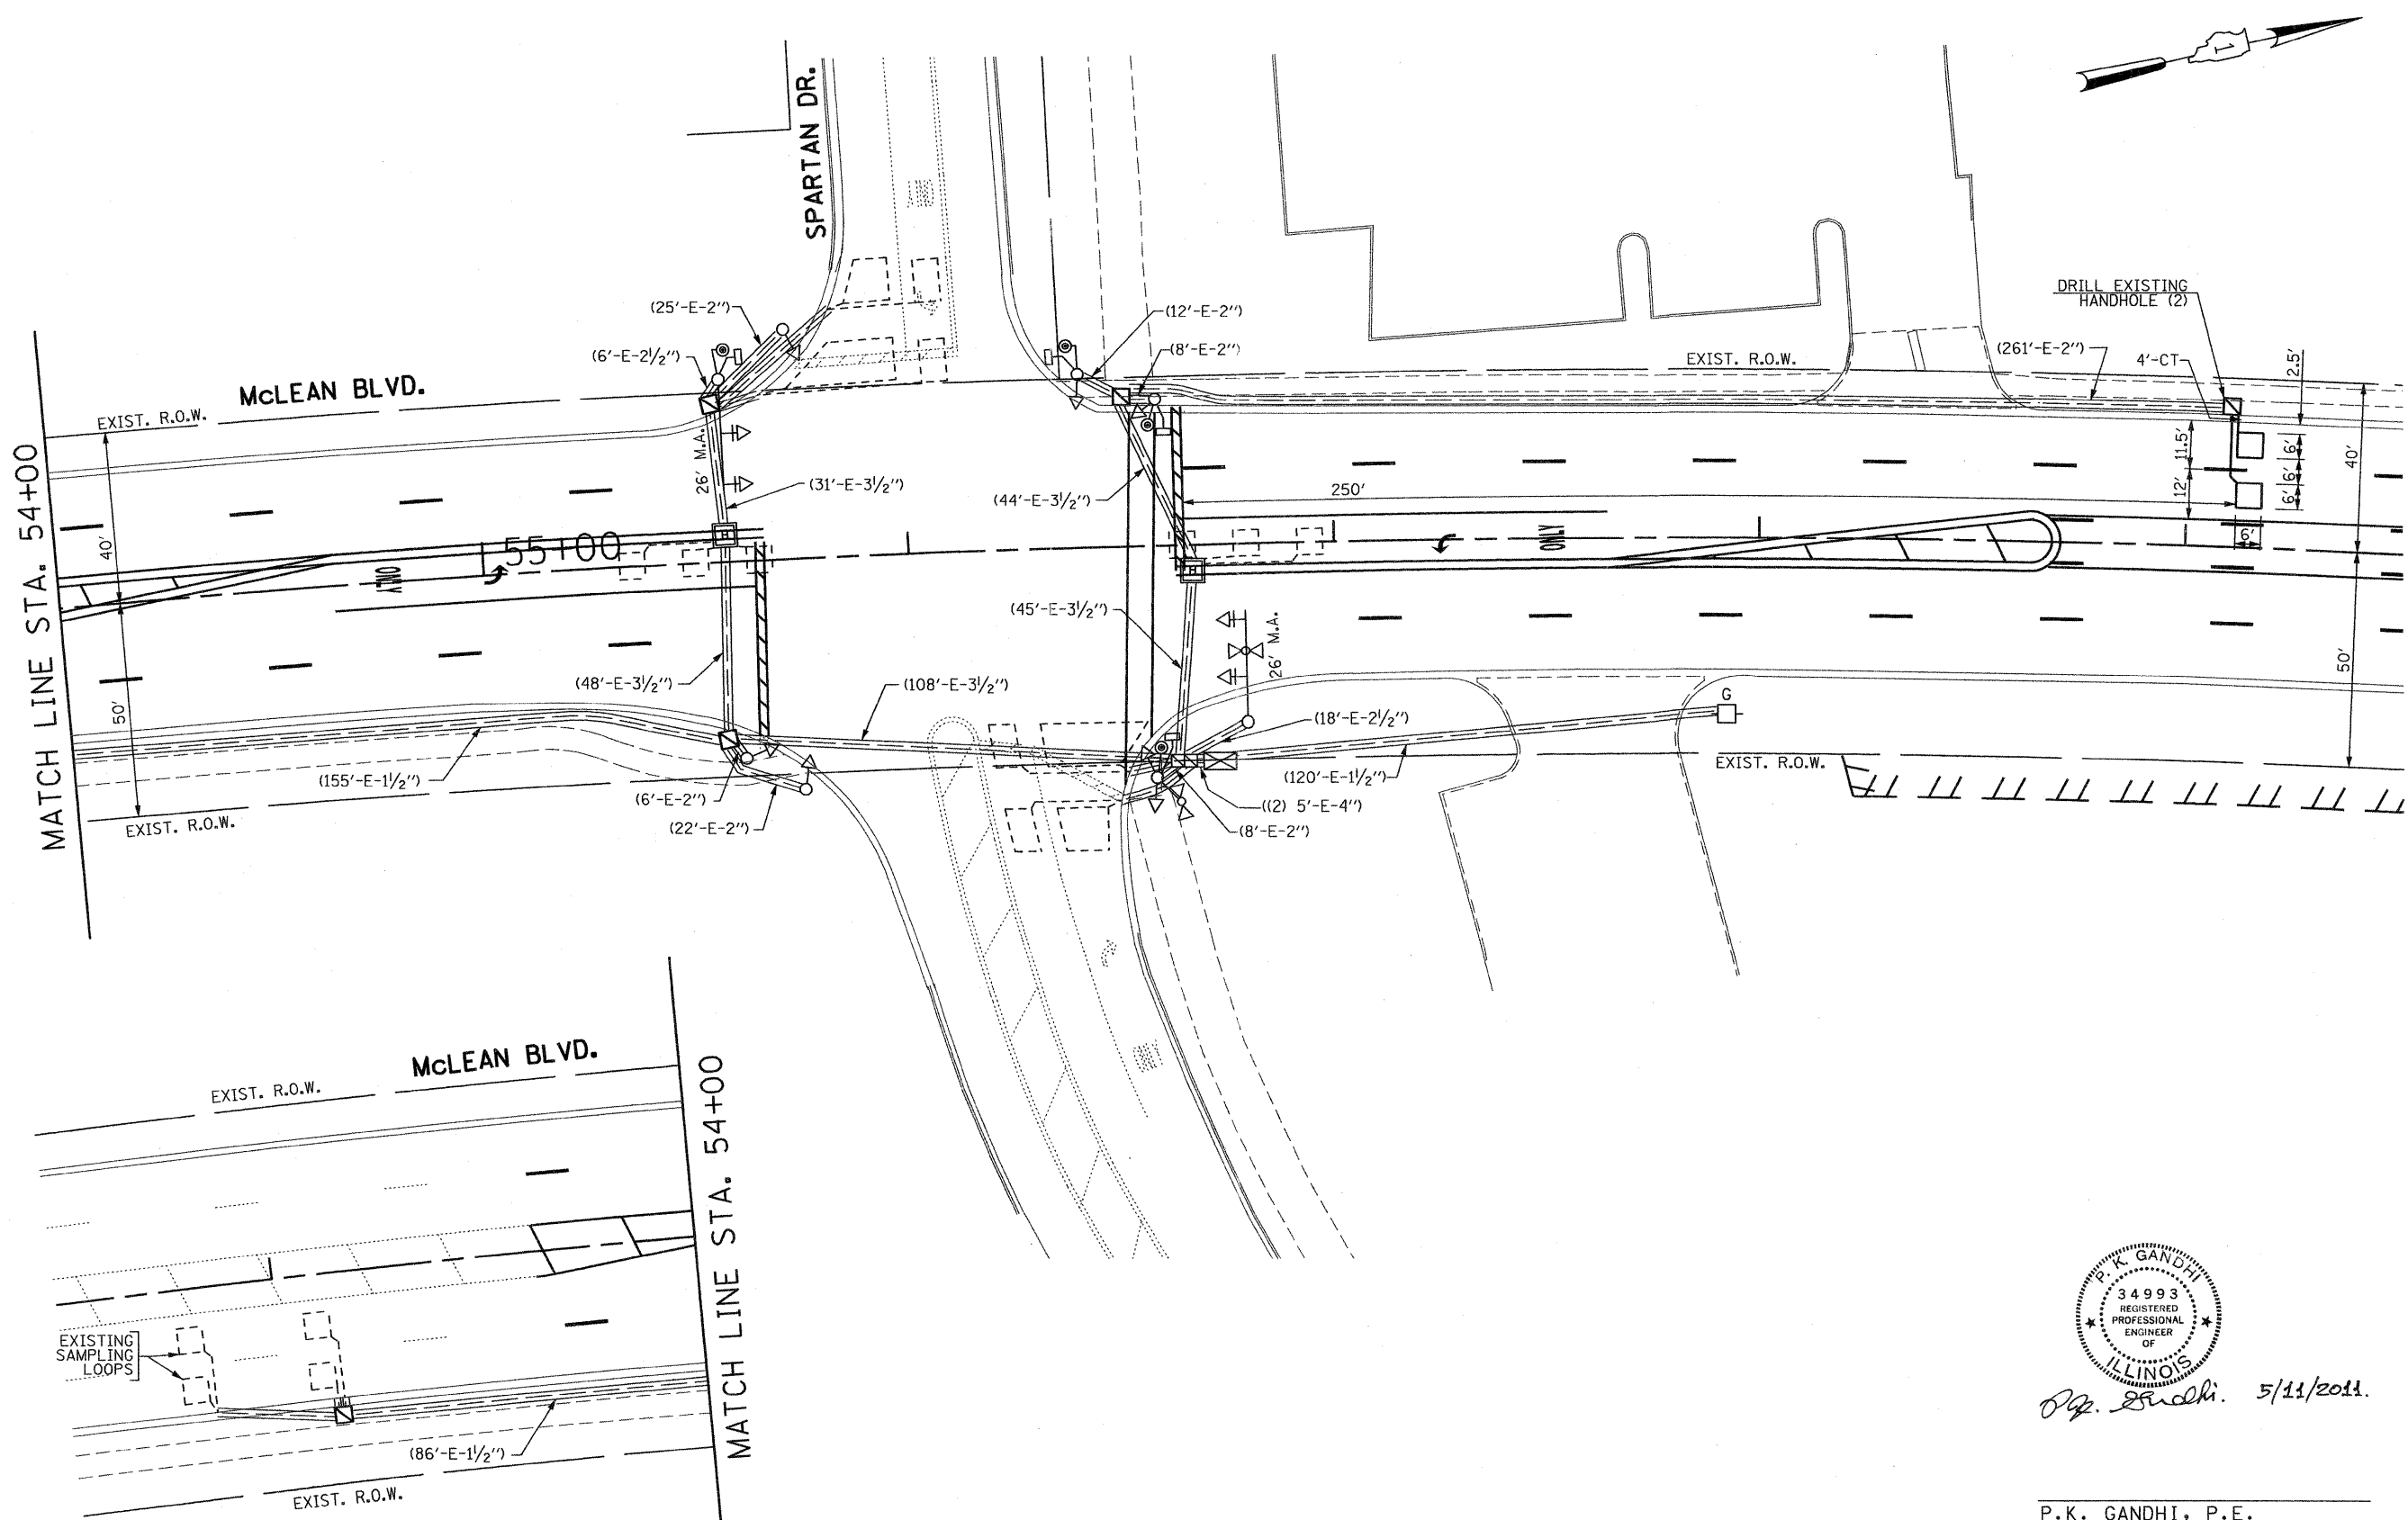 SPARTAN DR.
ONLY
DRILL EXISTING
HANDHOLE (2)
(25'-E-2")
(12'-E-2")
(6'-E-2½")
(8'-E-2")
EXIST. R.O.W.
(261'-E-2")
4'-CT
2.5'
McLEAN BLVD.
EXIST. R.O.W.
MATCH LINE STA. 54+00
40'
26' M.A.
(31'-E-3½")
(44'-E-3½")
250'
11.5'
12'
6'
6'
6'
6'
40'
H
55+00
ONLY
ONLY
H
(45'-E-3½")
26' M.A.
50'
50'
(48'-E-3½")
(108'-E-3½")
(18'-E-2½")
G
(155'-E-1½")
(120'-E-1½")
EXIST. R.O.W.
(6'-E-2")
((2) 5'-E-4")
EXIST. R.O.W.
(22'-E-2")
(8'-E-2")
ONLY
McLEAN BLVD.
EXIST. R.O.W.
MATCH LINE STA. 54+00
EXISTING
SAMPLING
LOOPS
(86'-E-1½")
EXIST. R.O.W.
P. K. GANDHI
34993
REGISTERED
PROFESSIONAL
ENGINEER
OF
ILLINOIS
5/11/2011.
P.K. GANDHI, P.E.